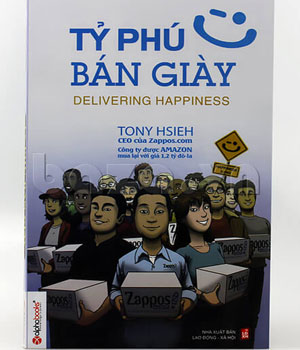 TỶ PHÚ
BÁN GIÀY
DELIVERING HAPPINESS
TONY HSIEH
CEO của Zappos.com
Công ty được AMAZON
mua lại với giá 1,2 tỷ đô-la
Zappos
Zappos
Zappos
alphabooks
NHÀ XUẤT BẢN
LAO ĐỘNG - XÃ HỘI